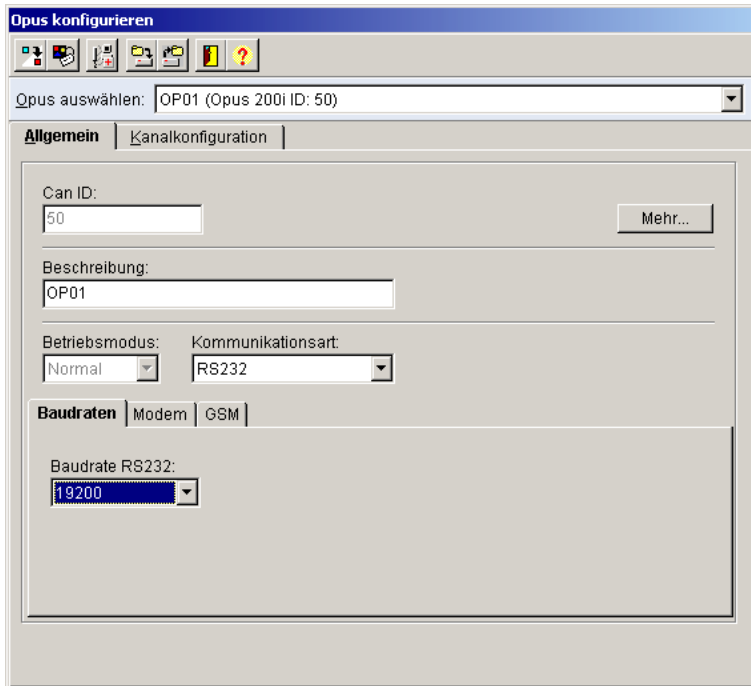 Opus konfigurieren
?
Opus auswählen: OP01 (Opus 200i ID: 50)
Allgemein Kanalkonfiguration
Can ID:
50 Mehr...
Beschreibung:
OP01
Betriebsmodus: Kommunikationsart:
Normal RS232
Baudraten Modem GSM
Baudrate RS232:
19200